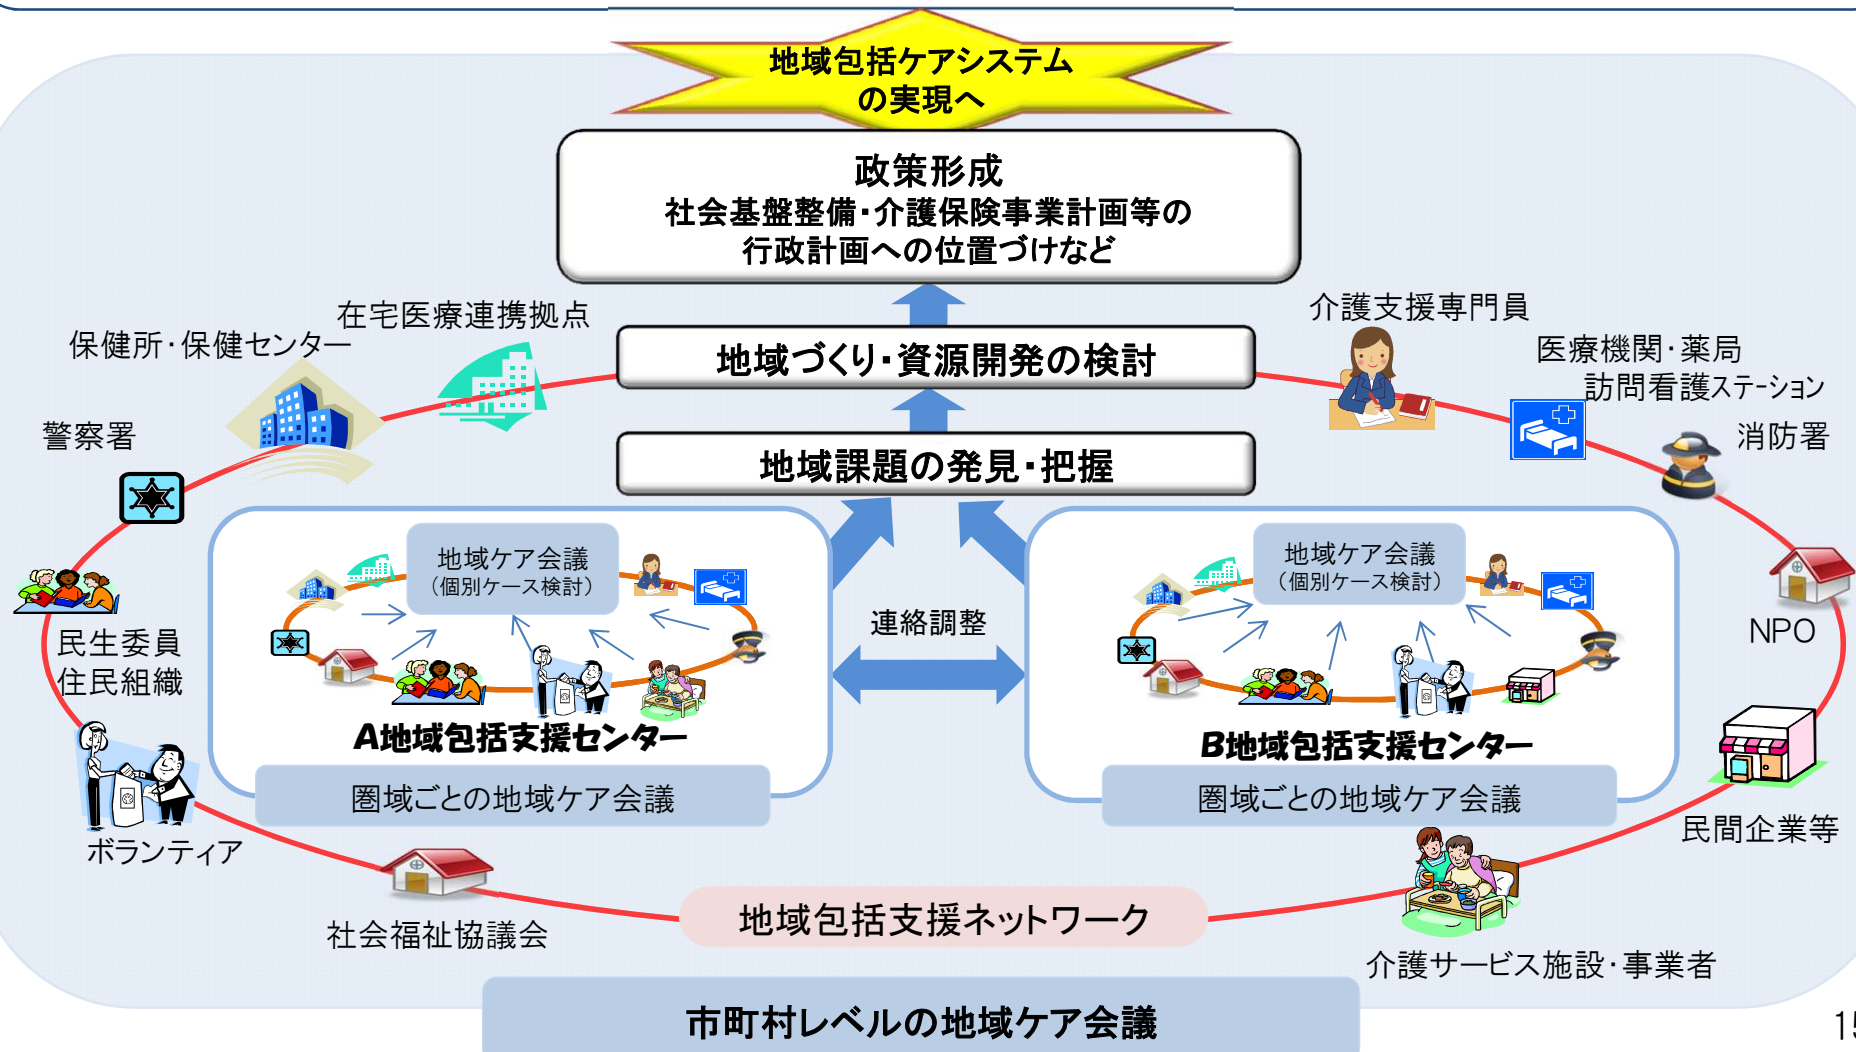 地域包括ケアシステム
の実現へ
政策形成
社会基盤整備・介護保険事業計画等の
行政計画への位置づけなど
在宅医療連携拠点
保健所・保健センター
介護支援専門員
地域づくり・資源開発の検討
医療機関・薬局
訪問看護ステーション
警察署
消防署
地域課題の発見・把握
地域ケア会議
（個別ケース検討）
地域ケア会議
（個別ケース検討）
連絡調整
民生委員
住民組織
NPO
A地域包括支援センター
B地域包括支援センター
圏域ごとの地域ケア会議
圏域ごとの地域ケア会議
ボランティア
民間企業等
社会福祉協議会
地域包括支援ネットワーク
介護サービス施設・事業者
市町村レベルの地域ケア会議
15